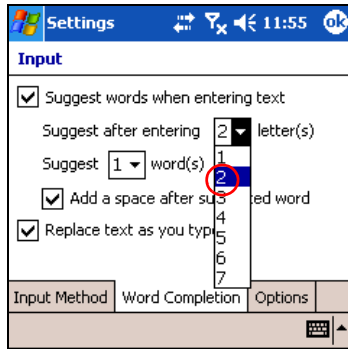 Settings 11:55 ok
Input
Suggest words when entering text
Suggest after entering 2 letter(s)
Suggest 1 word(s)
1
2
3
4
5
6
7
Add a space after su ted word
Replace text as you typ
Input Method Word Completion Options